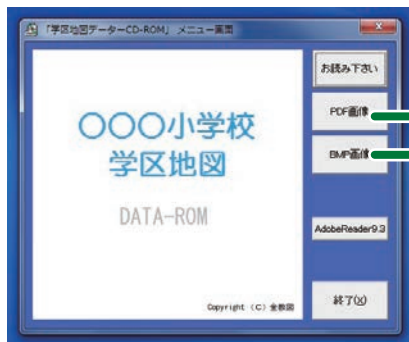 「学区地図データーCD-ROM」 メニュー画面
お読み下さい
PDF画像
BMP画像
〇〇〇小学校
学区地図
DATA-ROM
AdobeReader9.3
Copyright (C) 全教図
終了(X)